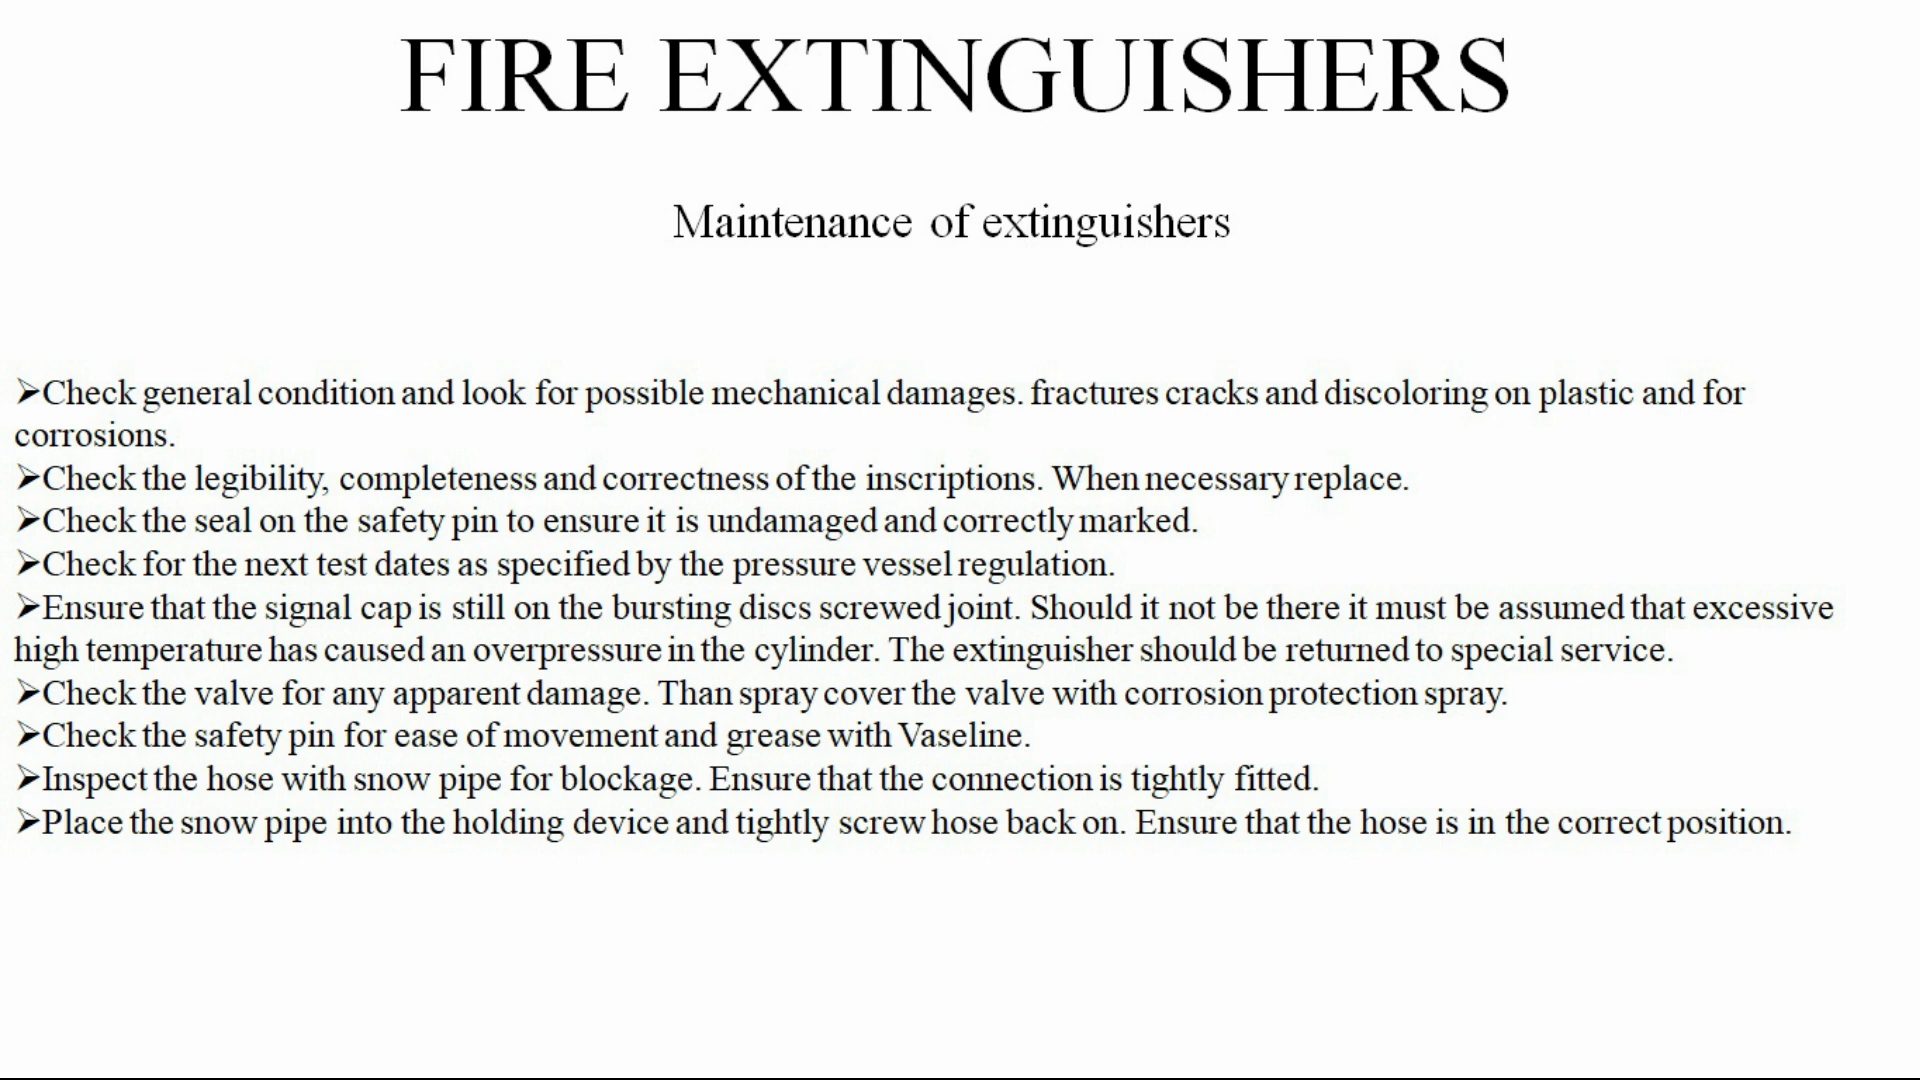 FIRE EXTINGUISHERS
Maintenance of extinguishers
➢Check general condition and look for possible mechanical damages. fractures cracks and discoloring on plastic and for
corrosions.
➢Check the legibility, completeness and correctness of the inscriptions. When necessary replace.
➢Check the seal on the safety pin to ensure it is undamaged and correctly marked.
➢Check for the next test dates as specified by the pressure vessel regulation.
➢Ensure that the signal cap is still on the bursting discs screwed joint. Should it not be there it must be assumed that excessive
high temperature has caused an overpressure in the cylinder. The extinguisher should be returned to special service.
➢Check the valve for any apparent damage. Than spray cover the valve with corrosion protection spray.
➢Check the safety pin for ease of movement and grease with Vaseline.
➢Inspect the hose with snow pipe for blockage. Ensure that the connection is tightly fitted.
➢Place the snow pipe into the holding device and tightly screw hose back on. Ensure that the hose is in the correct position.